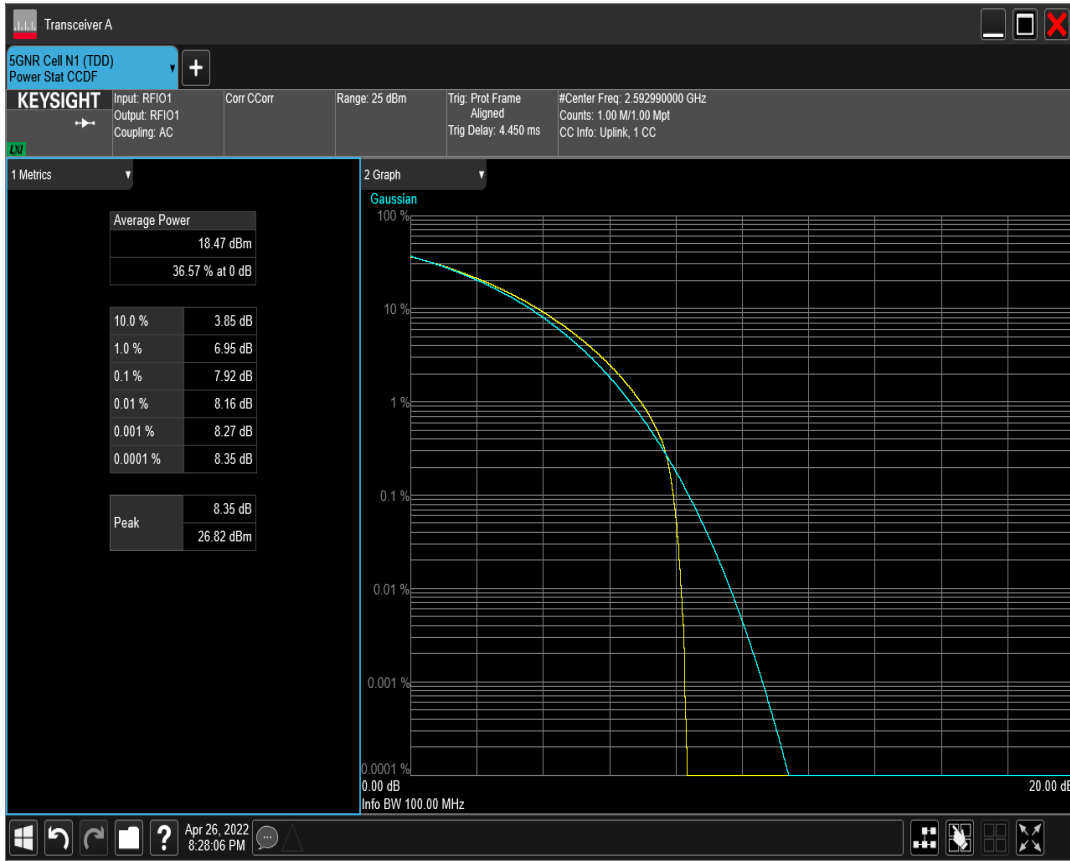 Transceiver A
5GNR Cell N1 (TDD)
Power Stat CCDF
+
KEYSIGHT
LXI
Input: RFIO1
Output: RFIO1
Coupling: AC
Corr CCorr
Range: 25 dBm
Trig: Prot Frame
Aligned
Trig Delay: 4.450 ms
#Center Freq: 2.592990000 GHz
Counts: 1.00 M/1.00 Mpt
CC Info: Uplink, 1 CC
1 Metrics
Average Power
18.47 dBm
36.57 % at 0 dB
10.0 % 3.85 dB
1.0 % 6.95 dB
0.1 % 7.92 dB
0.01 % 8.16 dB
0.001 % 8.27 dB
0.0001 % 8.35 dB
Peak
8.35 dB
26.82 dBm
2 Graph
Gaussian
100 %
10 %
1 %
0.1 %
0.01 %
0.001 %
0.0001 %
0.00 dB
20.00 dB
Info BW 100.00 MHz
?
Apr 26, 2022
8:28:06 PM